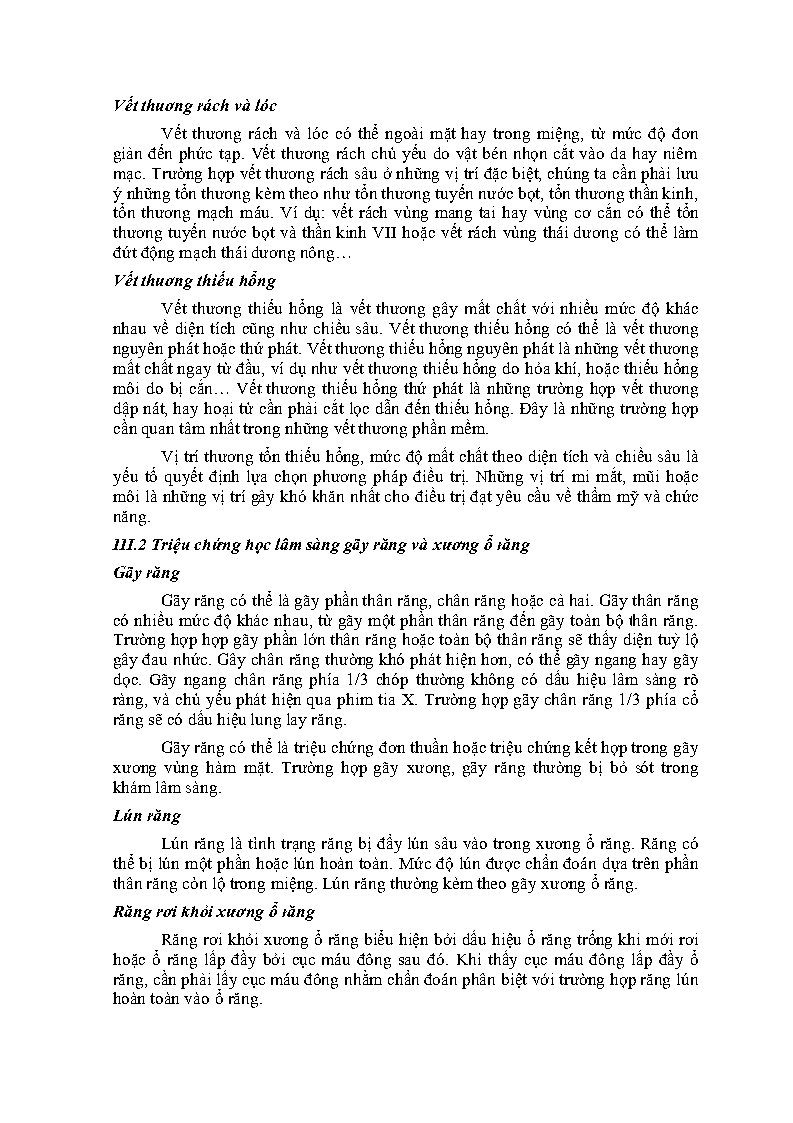 Vết thương rách và lóc
Vết thương rách và lóc có thể ngoài mặt hay trong miệng, từ mức độ đơn
giản đến phức tạp. Vết thương rách chủ yếu do vật bén nhọn cắt vào da hay niêm
mạc. Trường hợp vết thương rách sâu ở những vị trí đặc biệt, chúng ta cần phải lưu
ý những tổn thương kèm theo như tổn thương tuyến nước bọt, tổn thương thần kinh,
tổn thương mạch máu. Ví dụ: vết rách vùng mang tai hay vùng cơ cắn có thể tổn
thương tuyến nước bọt và thần kinh VII hoặc vết rách vùng thái dương có thể làm
đứt động mạch thái dương nông…
Vết thương thiếu hổng
Vết thương thiếu hổng là vết thương gây mất chất với nhiều mức độ khác
nhau về diện tích cũng như chiều sâu. Vết thương thiếu hổng có thể là vết thương
nguyên phát hoặc thứ phát. Vết thương thiếu hổng nguyên phát là những vết thương
mất chất ngay từ đầu, ví dụ như vết thương thiếu hổng do hỏa khí, hoặc thiếu hổng
môi do bị cắn… Vết thương thiếu hổng thứ phát là những trường hợp vết thương
dập nát, hay hoại tử cần phải cắt lọc dẫn đến thiếu hổng. Đây là những trường hợp
cần quan tâm nhất trong những vết thương phần mềm.
Vị trí thương tổn thiếu hổng, mức độ mất chất theo diện tích và chiều sâu là
yếu tố quyết định lựa chọn phương pháp điều trị. Những vị trí mi mắt, mũi hoặc
môi là những vị trí gây khó khăn nhất cho điều trị đạt yêu cầu về thẩm mỹ và chức
năng.
III.2 Triệu chứng học lâm sàng gãy răng và xương ổ răng
Gãy răng
Gãy răng có thể là gãy phần thân răng, chân răng hoặc cả hai. Gãy thân răng
có nhiều mức độ khác nhau, từ gãy một phần thân răng đến gãy toàn bộ thân răng.
Trường hợp hợp gãy phần lớn thân răng hoặc toàn bộ thân răng sẽ thấy diện tuỷ lộ
gây đau nhức. Gãy chân răng thường khó phát hiện hơn, có thể gãy ngang hay gãy
dọc. Gãy ngang chân răng phía 1/3 chóp thường không có dấu hiệu lâm sàng rõ
ràng, và chủ yếu phát hiện qua phim tia X. Trường hợp gãy chân răng 1/3 phía cổ
răng sẽ có dấu hiệu lung lay răng.
Gãy răng có thể là triệu chứng đơn thuần hoặc triệu chứng kết hợp trong gãy
xương vùng hàm mặt. Trường hợp gãy xương, gãy răng thường bị bỏ sót trong
khám lâm sàng.
Lún răng
Lún răng là tình trạng răng bị đẩy lún sâu vào trong xương ổ răng. Răng có
thể bị lún một phần hoặc lún hoàn toàn. Mức độ lún được chẩn đoán dựa trên phần
thân răng còn lộ trong miệng. Lún răng thường kèm theo gãy xương ổ răng.
Răng rơi khỏi xương ổ răng
Răng rơi khỏi xương ổ răng biểu hiện bởi dấu hiệu ổ răng trống khi mới rơi
hoặc ổ răng lấp đầy bởi cục máu đông sau đó. Khi thấy cục máu đông lấp đầy ổ
răng, cần phải lấy cục máu đông nhằm chẩn đoán phân biệt với trường hợp răng lún
hoàn toàn vào ổ răng.